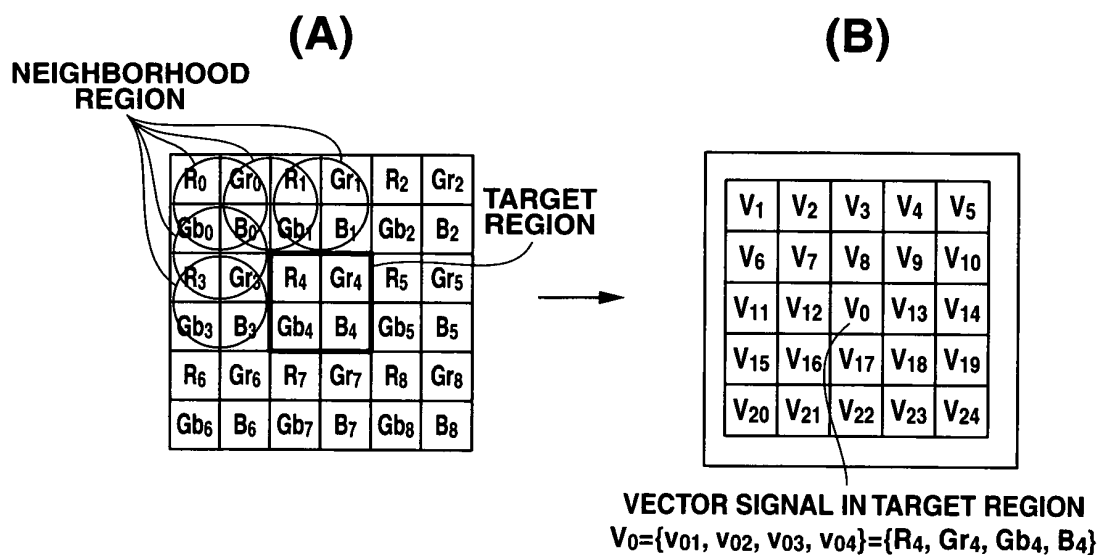 (A)
(B)
NEIGHBORHOOD
REGION
TARGET
REGION
R0 Gr0 R1 Gr1 R2 Gr2
Gb0 B0 Gb1 B1 Gb2 B2
R3 Gr3 R4 Gr4 R5 Gr5
Gb3 B3 Gb4 B4 Gb5 B5
R6 Gr6 R7 Gr7 R8 Gr8
Gb6 B6 Gb7 B7 Gb8 B8
V1 V2 V3 V4 V5
V6 V7 V8 V9 V10
V11 V12 V0 V13 V14
V15 V16 V17 V18 V19
V20 V21 V22 V23 V24
VECTOR SIGNAL IN TARGET REGION
V0={v01, v02, v03, v04}={R4, Gr4, Gb4, B4}